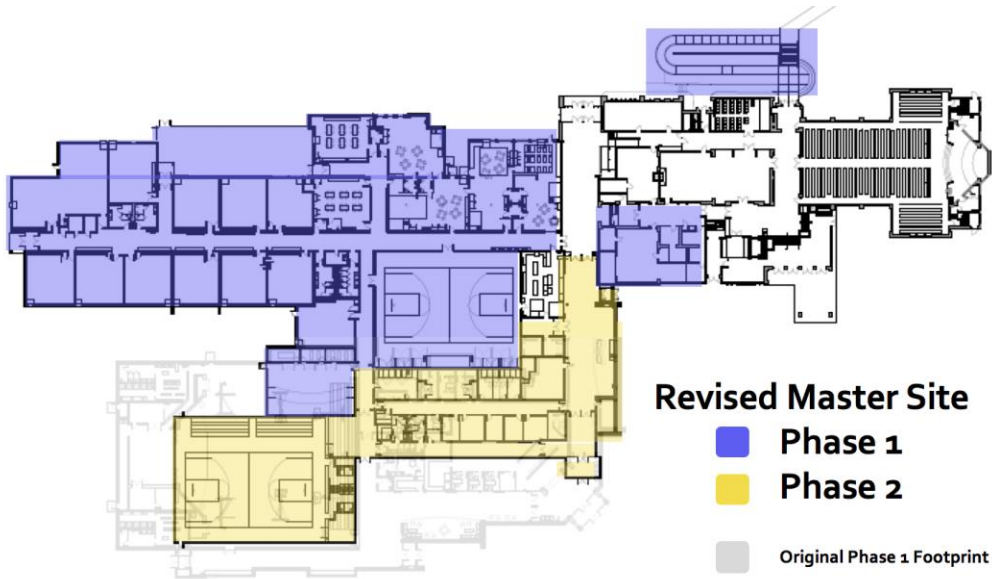 Revised Master Site
Phase 1
Phase 2
Original Phase 1 Footprint